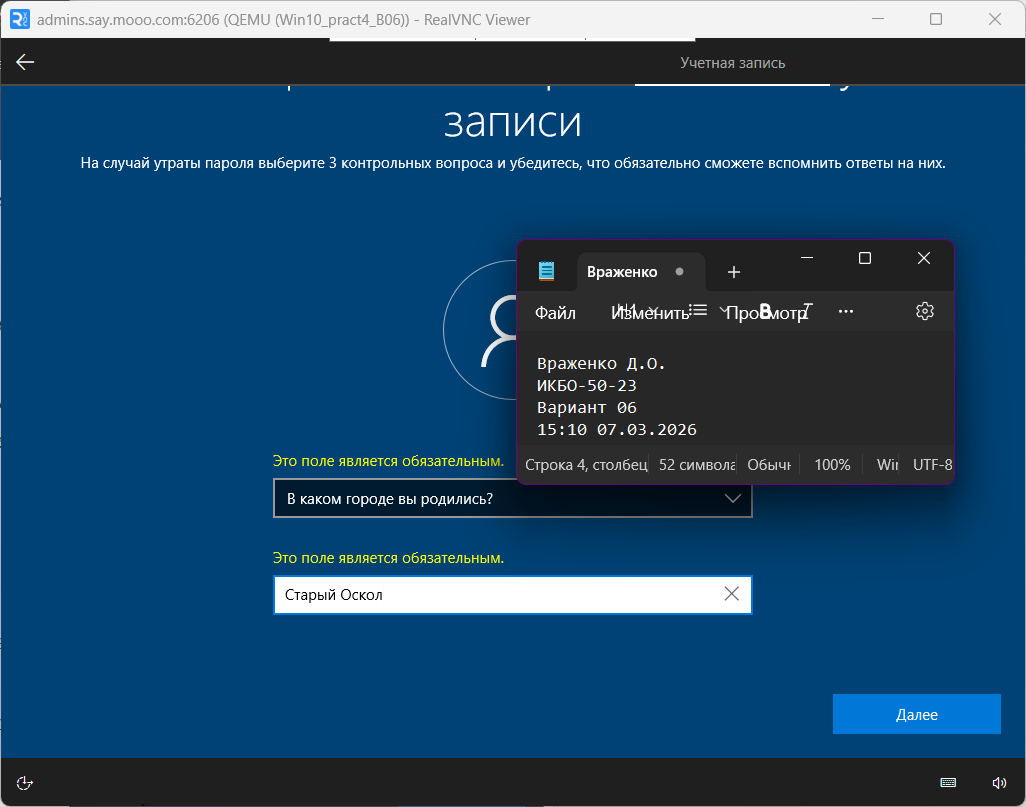 admins.say.mooo.com:6206 (QEMU (Win10_pract4_B06)) - RealVNC Viewer
Учетная запись
записи
На случай утраты пароля выберите 3 контрольных вопроса и убедитесь, что обязательно сможете вспомнить ответы на них.
Враженко
Файл Изменить Просмотр
Враженко Д.О.
ИКБО-50-23
Вариант 06
15:10 07.03.2026
Строка 4, столбец 52 символа Обычн 100% Win UTF-8
Это поле является обязательным.
В каком городе вы родились?
Это поле является обязательным.
Старый Оскол
Далее